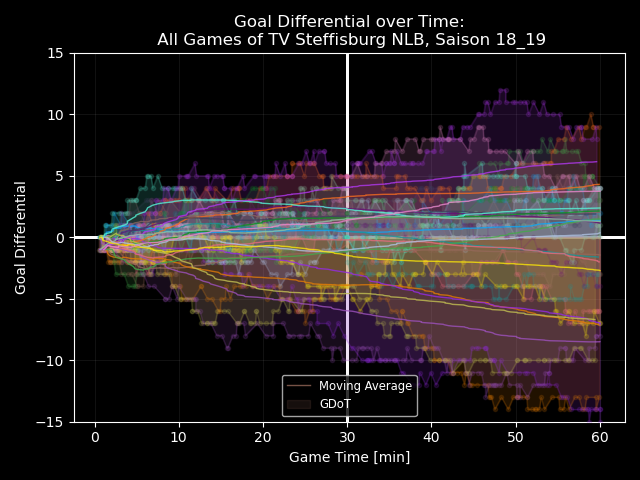 Goal Differential over Time:
All Games of TV Steffisburg NLB, Saison 18_19
15
10
5
0
−5
−10
−15
Goal Differential
Moving Average
GDoT
0 10 20 30 40 50 60
Game Time [min]